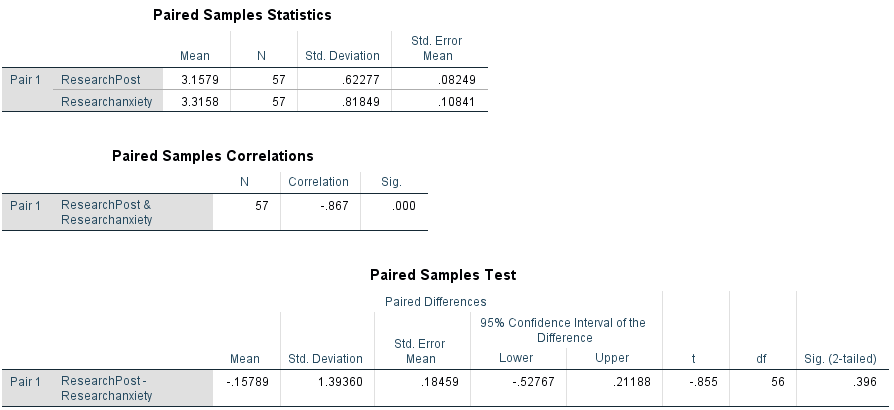 Paired Samples Statistics
Mean N Std. Deviation Std. Error Mean
Pair 1 ResearchPost 3.1579 57 .62277 .08249
Researchanxiety 3.3158 57 .81849 .10841
Paired Samples Correlations
N Correlation Sig.
Pair 1 ResearchPost & Researchanxiety 57 -.867 .000
Paired Samples Test
Paired Differences
95% Confidence Interval of the Difference
Mean Std. Deviation Std. Error Mean Lower Upper t df Sig. (2-tailed)
Pair 1 ResearchPost - Researchanxiety -.15789 1.39360 .18459 -.52767 .21188 -.855 56 .396